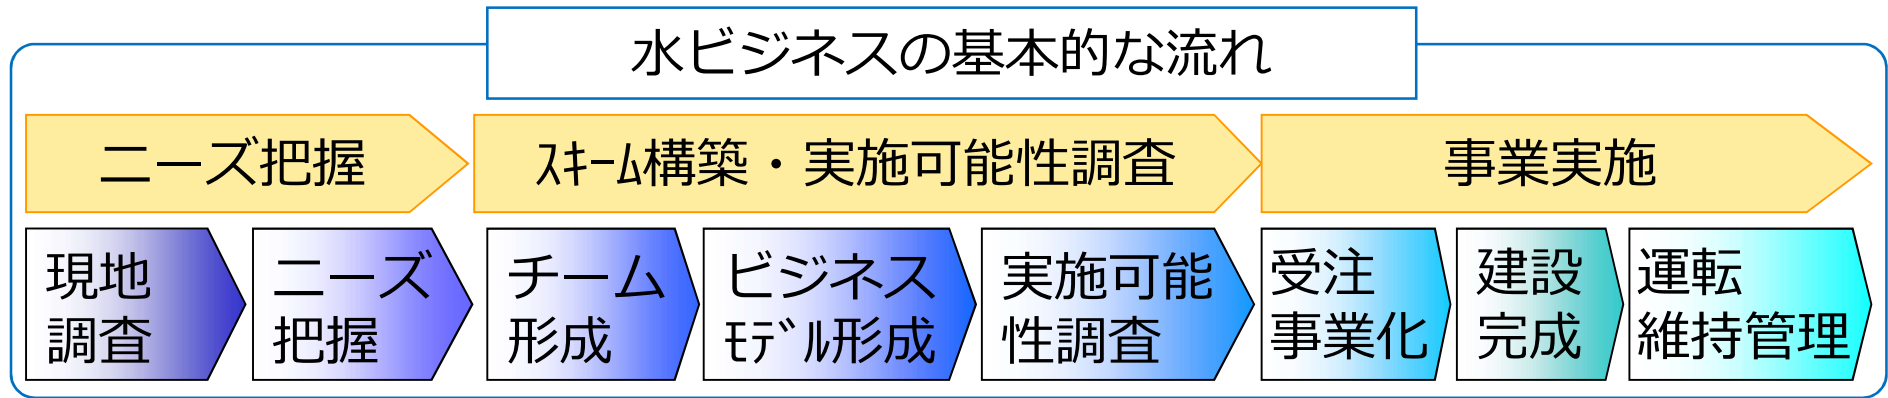 水ビジネスの基本的な流れ
ニーズ把握
ｽｷｰﾑ構築・実施可能性調査
事業実施
現地
調査
ニーズ
把握
チーム
形成
ビジネス
ﾓﾃﾞﾙ形成
実施可能
性調査
受注
事業化
建設
完成
運転
維持管理